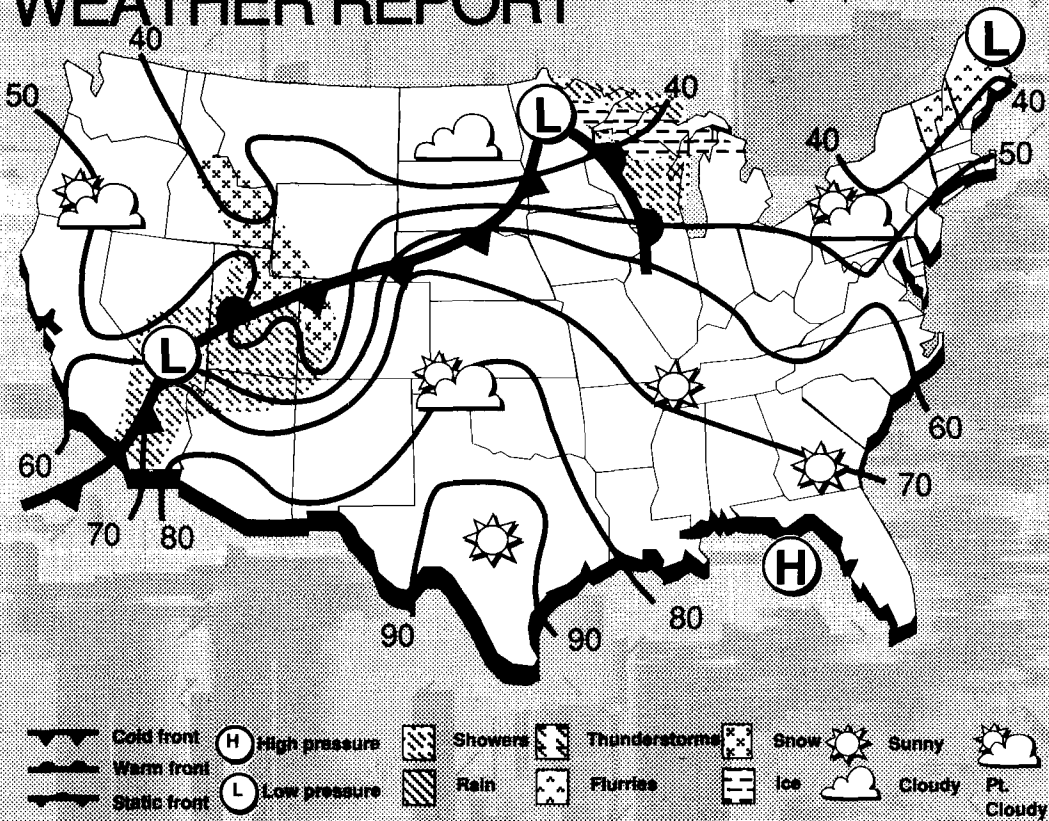 WEATHER REPORT
40
50
L
40
L
40
40
50
L
60
70
80
90
90
80
H
70
60
Cold front
Warm front
Static front
H High pressure
L Low pressure
Showers
Rain
Thunderstorms
Flurries
Snow
Ice
Sunny
Cloudy
Pt.
Cloudy